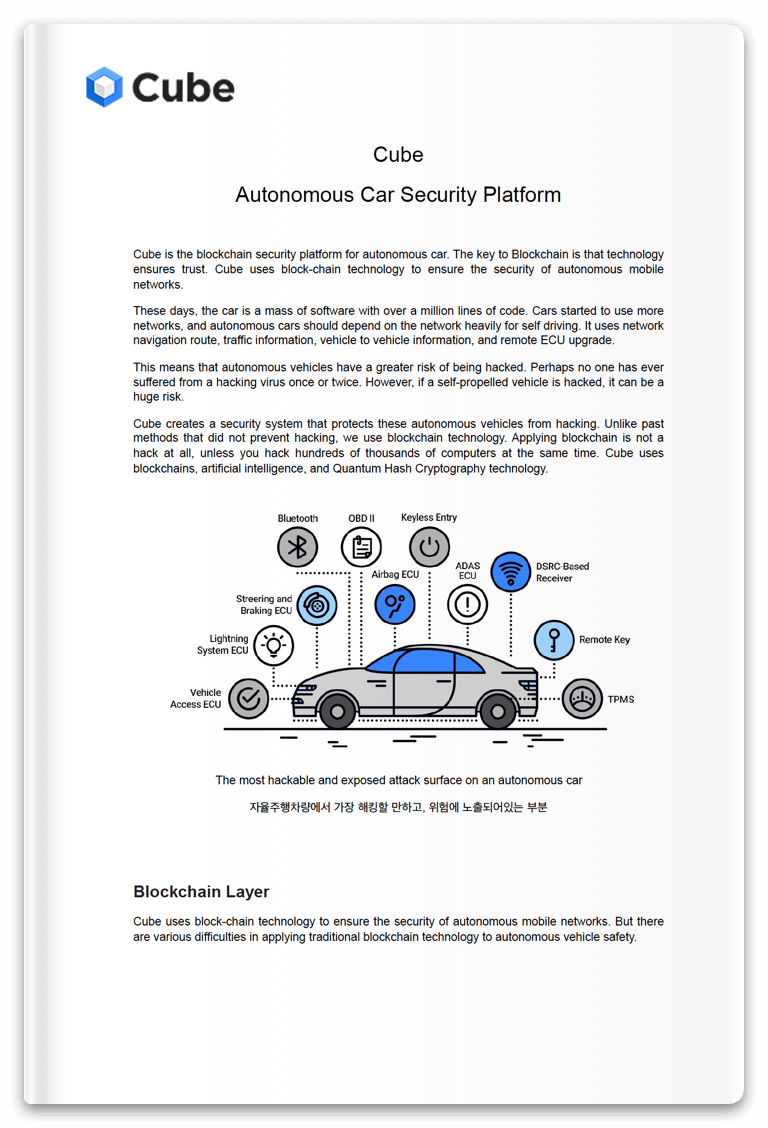 Cube
Cube
Autonomous Car Security Platform
Cube is the blockchain security platform for autonomous car. The key to Blockchain is that technology
ensures trust. Cube uses block-chain technology to ensure the security of autonomous mobile
networks.
These days, the car is a mass of software with over a million lines of code. Cars started to use more
networks, and autonomous cars should depend on the network heavily for self driving. It uses network
navigation route, traffic information, vehicle to vehicle information, and remote ECU upgrade.
This means that autonomous vehicles have a greater risk of being hacked. Perhaps no one has ever
suffered from a hacking virus once or twice. However, if a self-propelled vehicle is hacked, it can be a
huge risk.
Cube creates a security system that protects these autonomous vehicles from hacking. Unlike past
methods that did not prevent hacking, we use blockchain technology. Applying blockchain is not a
hack at all, unless you hack hundreds of thousands of computers at the same time. Cube uses
blockchains, artificial intelligence, and Quantum Hash Cryptography technology.
Bluetooth
OBD II
Keyless Entry
Airbag ECU
ADAS
ECU
DSRC-Based
Receiver
Streering and
Braking ECU
Lightning
System ECU
Remote Key
Vehicle
Access ECU
TPMS
The most hackable and exposed attack surface on an autonomous car
자율주행차량에서 가장 해킹할 만하고, 위험에 노출되어있는 부분
Blockchain Layer
Cube uses block-chain technology to ensure the security of autonomous mobile networks. But there
are various difficulties in applying traditional blockchain technology to autonomous vehicle safety.